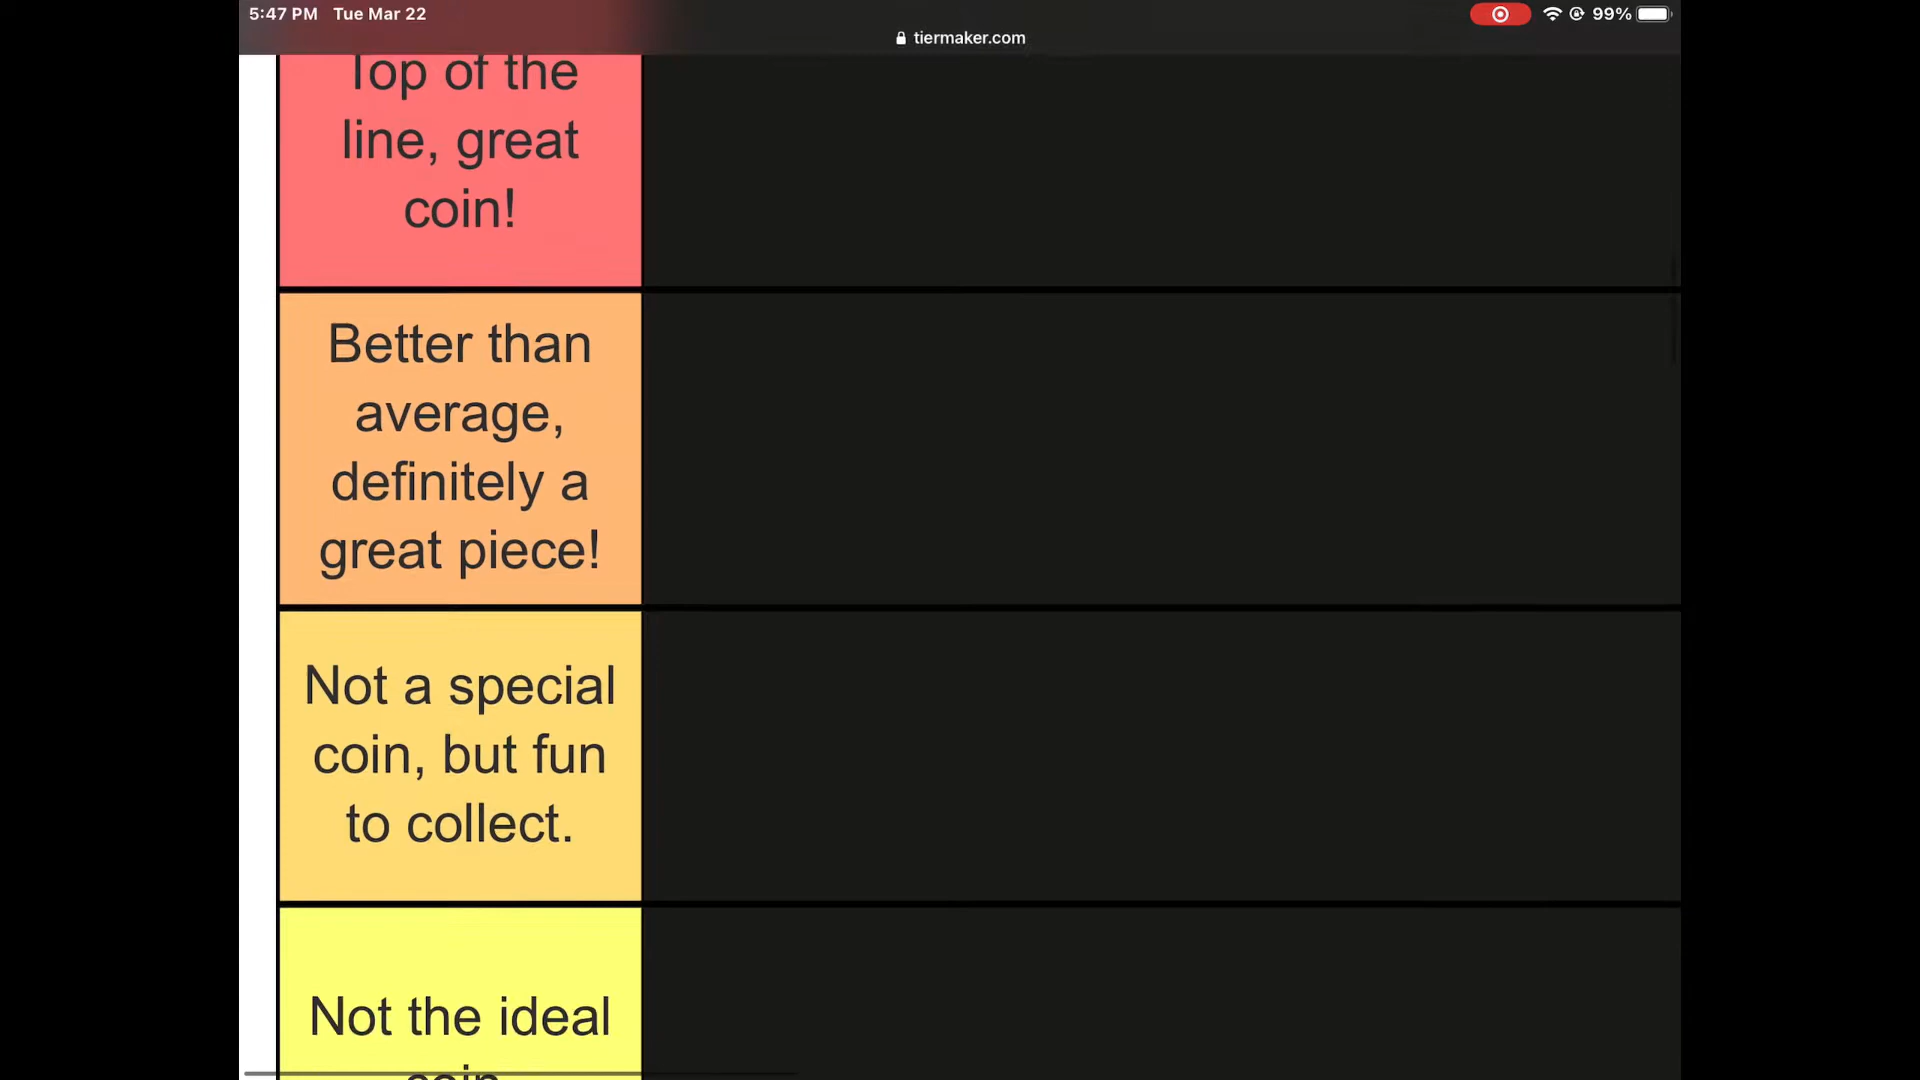 5:47 PM Tue Mar 22
99%
tiermaker.com
Top of the
line, great
coin!
Better than
average,
definitely a
great piece!
Not a special
coin, but fun
to collect.
Not the ideal
coin